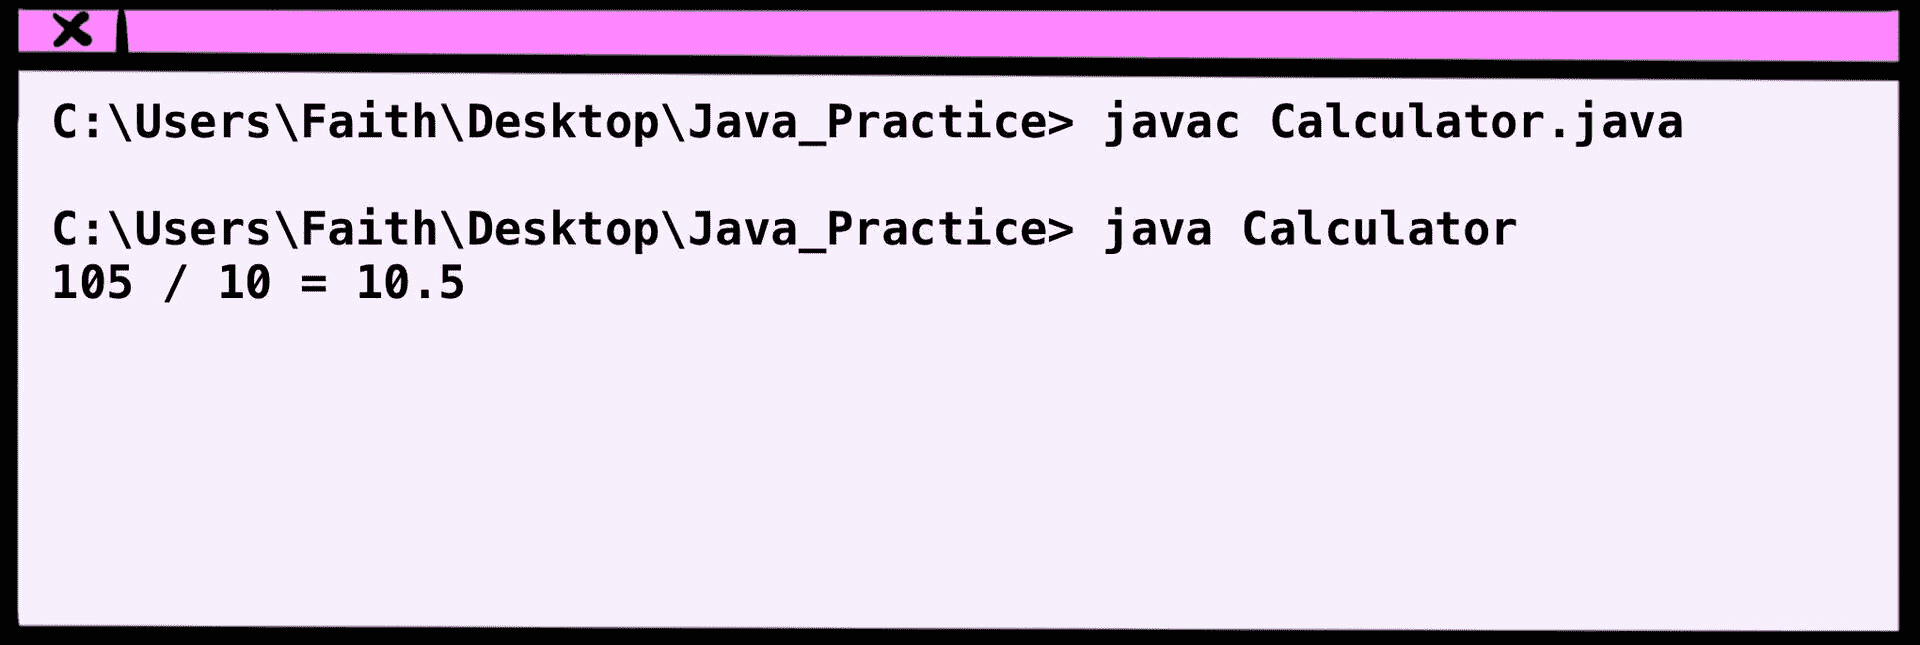 C:\Users\Faith\Desktop\Java_Practice> javac Calculator.java
C:\Users\Faith\Desktop\Java_Practice> java Calculator
105 / 10 = 10.5